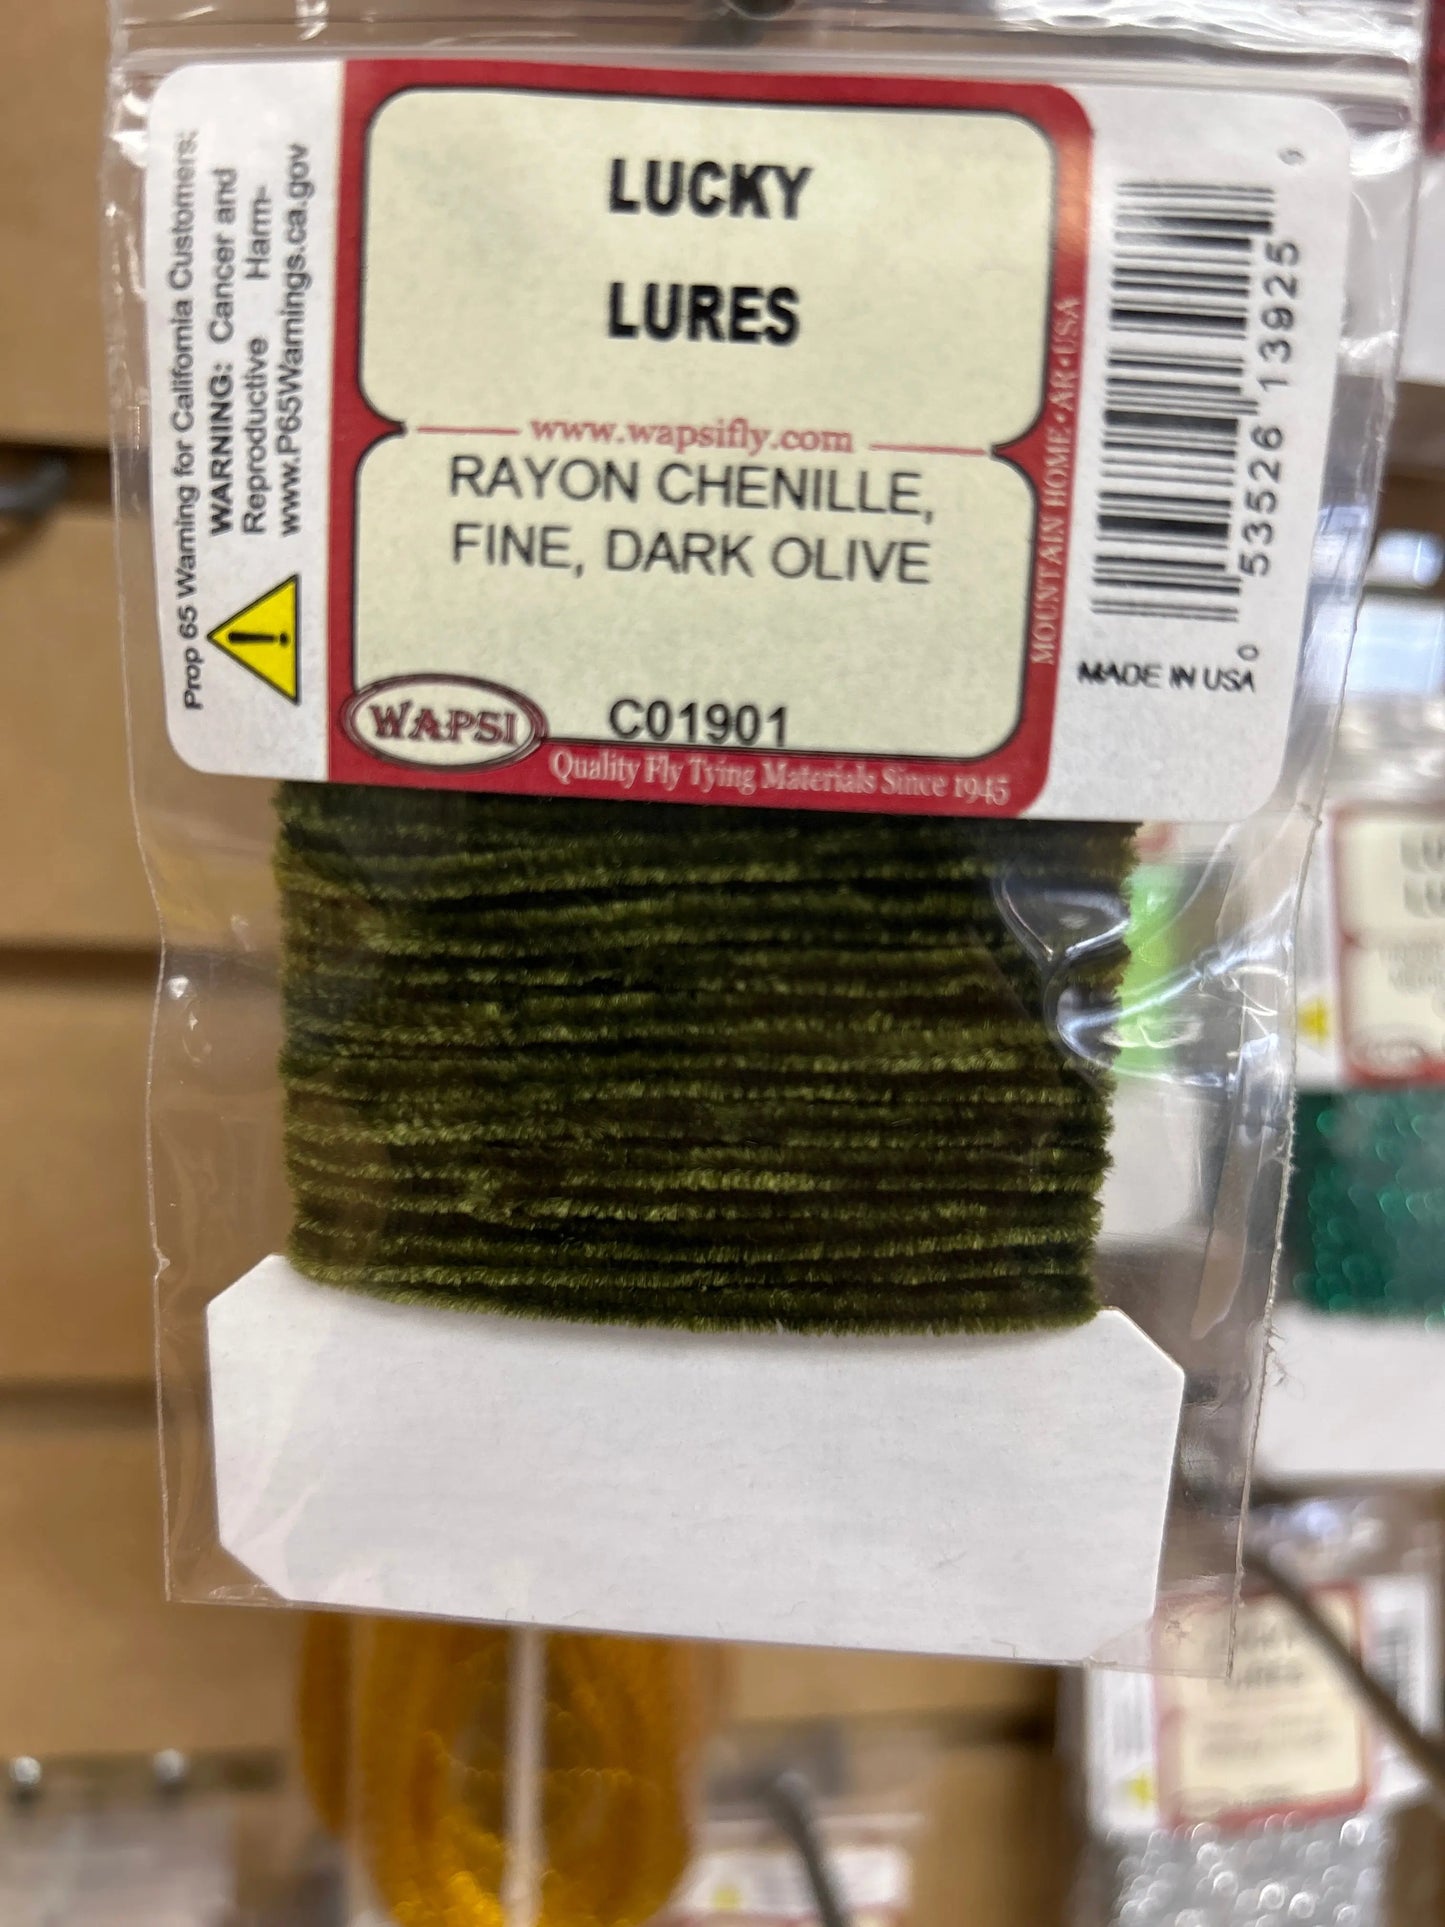 Prop 65 Warning for California Customers:
WARNING: Cancer and
Reproductive Harm-
www.P65Warnings.ca.gov
LUCKY
LURES
www.wapsifly.com
RAYON CHENILLE,
FINE, DARK OLIVE
WAPSI
C01901
Quality Fly Tying Materials Since 1945
MOUNTAIN HOME • AR • USA
0 53526 13925 9
MADE IN USA